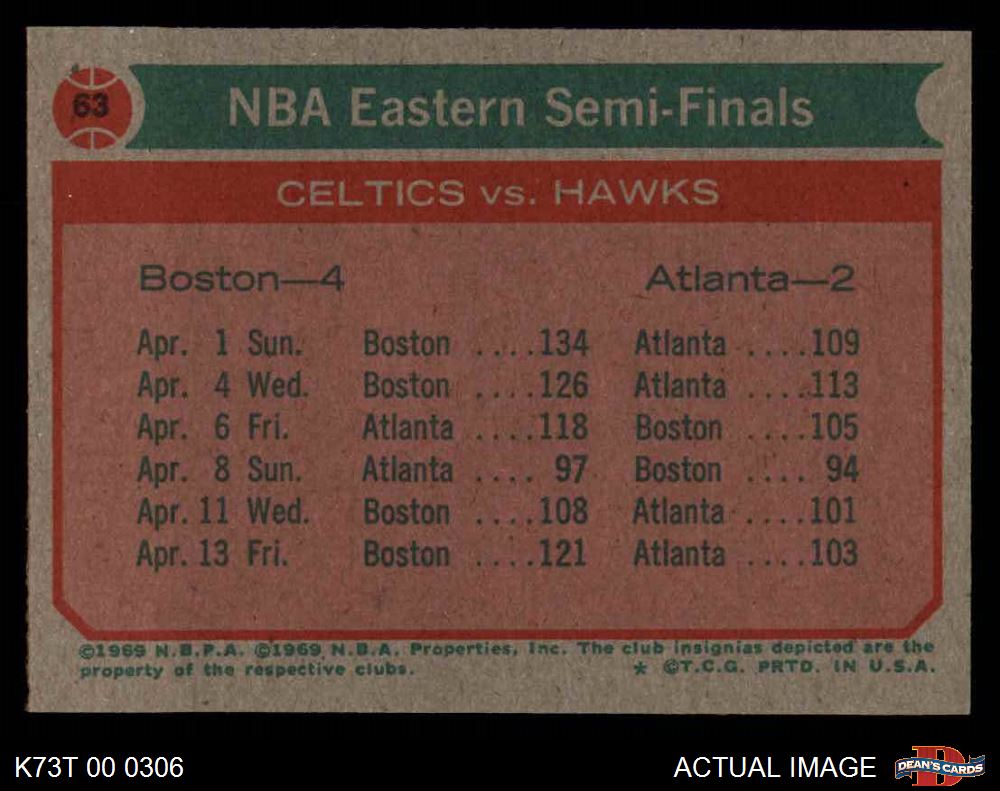 63
NBA Eastern Semi-Finals
CELTICS vs. HAWKS
Boston—4 Atlanta—2
Apr. 1 Sun. Boston ....134 Atlanta ....109
Apr. 4 Wed. Boston ....126 Atlanta ....113
Apr. 6 Fri. Atlanta ....118 Boston ....105
Apr. 8 Sun. Atlanta .... 97 Boston .... 94
Apr. 11 Wed. Boston ....108 Atlanta ....101
Apr. 13 Fri. Boston ....121 Atlanta ....103
©1969 N.B.P.A. ©1969 N.B.A. Properties, Inc. The club insignias depicted are the
property of the respective clubs. * ©T.C.G. PRTD. IN U.S.A.
K73T 00 0306 ACTUAL IMAGE
D
DEAN'S CARDS